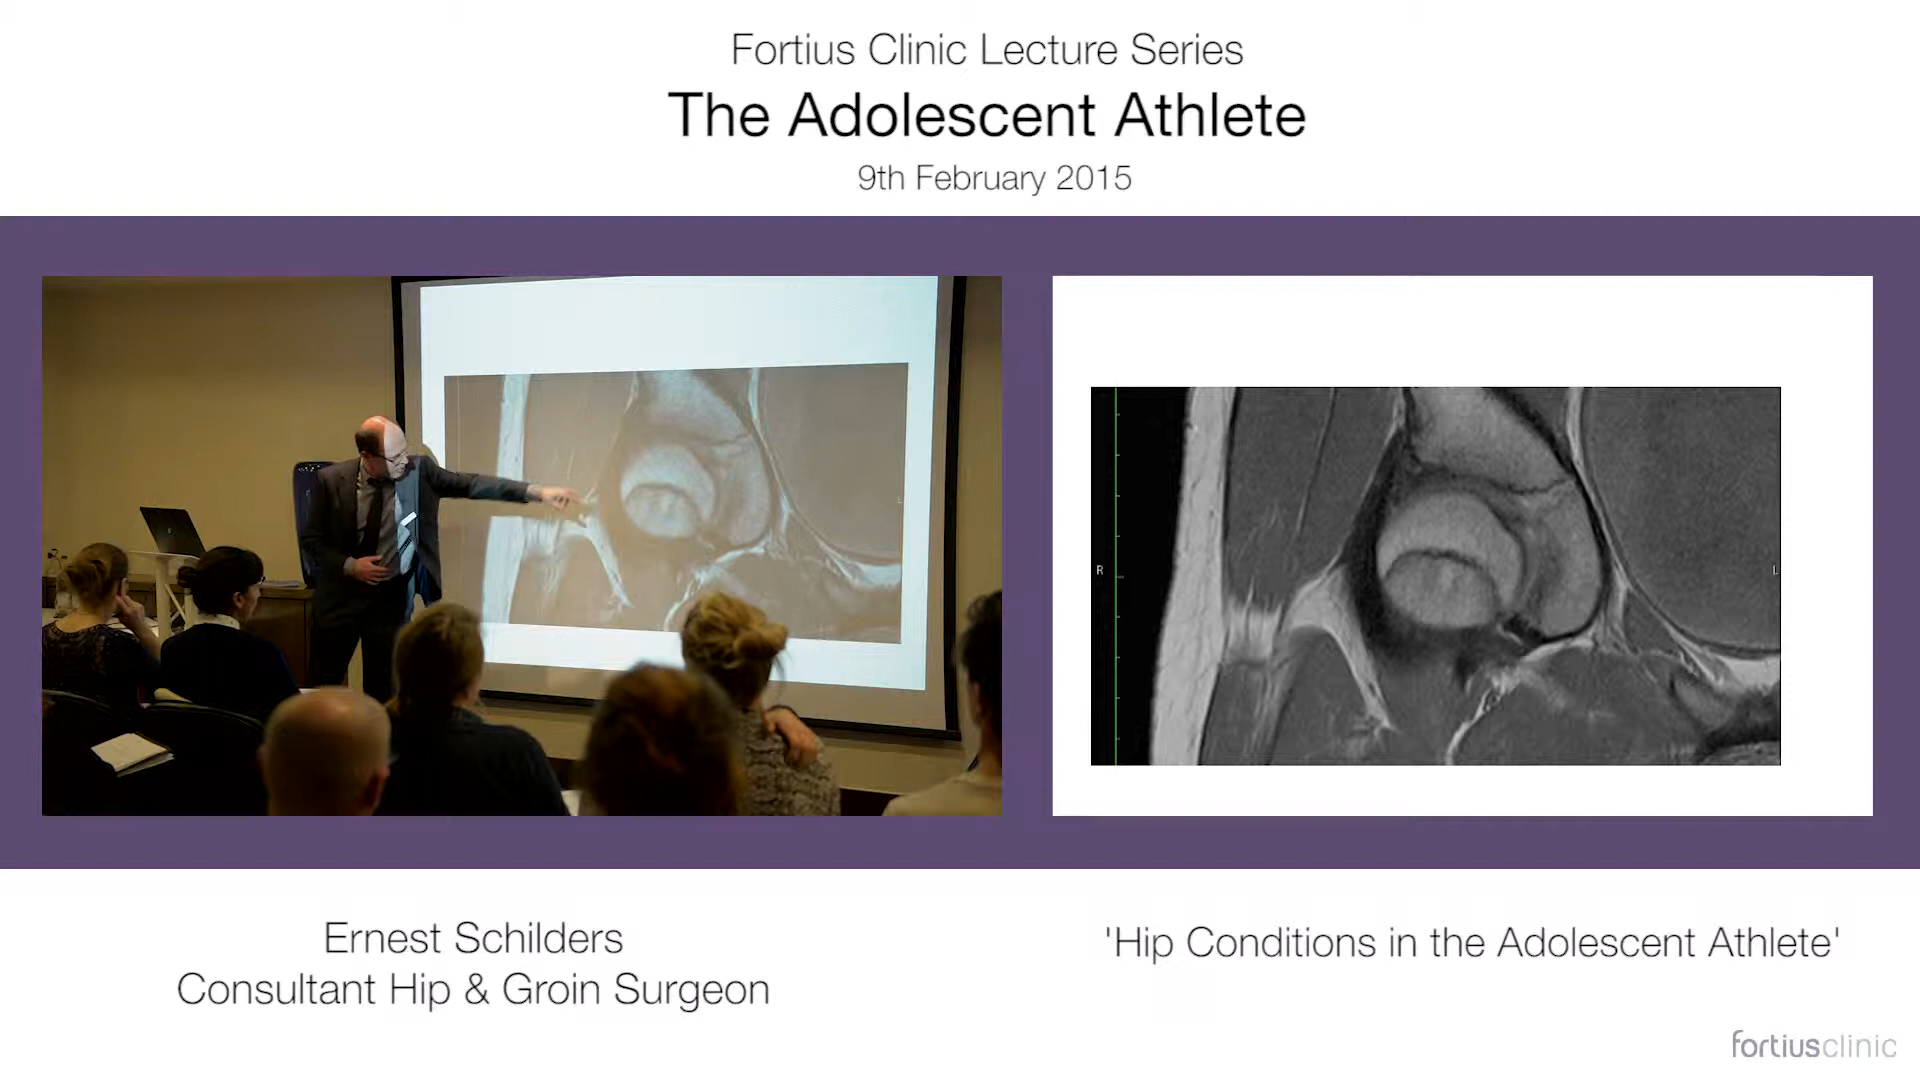 Fortius Clinic Lecture Series
The Adolescent Athlete
9th February 2015
R
L
Ernest Schilders
Consultant Hip & Groin Surgeon
'Hip Conditions in the Adolescent Athlete'
fortiusclinic